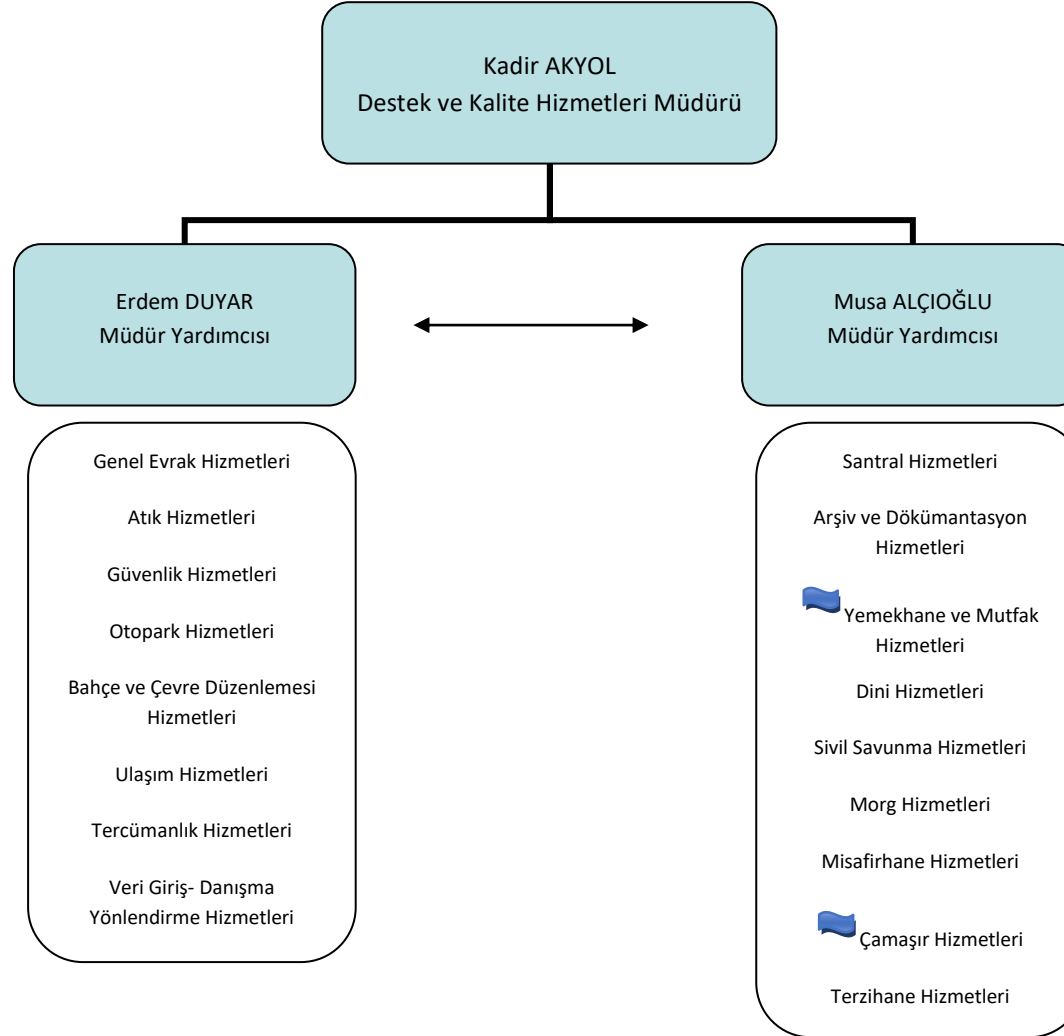 Kadir AKYOL
Destek ve Kalite Hizmetleri Müdürü
Erdem DUYAR
Müdür Yardımcısı
Musa ALÇIOĞLU
Müdür Yardımcısı
Genel Evrak Hizmetleri
Atık Hizmetleri
Güvenlik Hizmetleri
Otopark Hizmetleri
Bahçe ve Çevre Düzenlemesi
Hizmetleri
Ulaşım Hizmetleri
Tercümanlık Hizmetleri
Veri Giriş- Danışma
Yönlendirme Hizmetleri
Santral Hizmetleri
Arşiv ve Dökümantasyon
Hizmetleri
Yemekhane ve Mutfak
Hizmetleri
Dini Hizmetleri
Sivil Savunma Hizmetleri
Morg Hizmetleri
Misafirhane Hizmetleri
Çamaşır Hizmetleri
Terzihane Hizmetleri